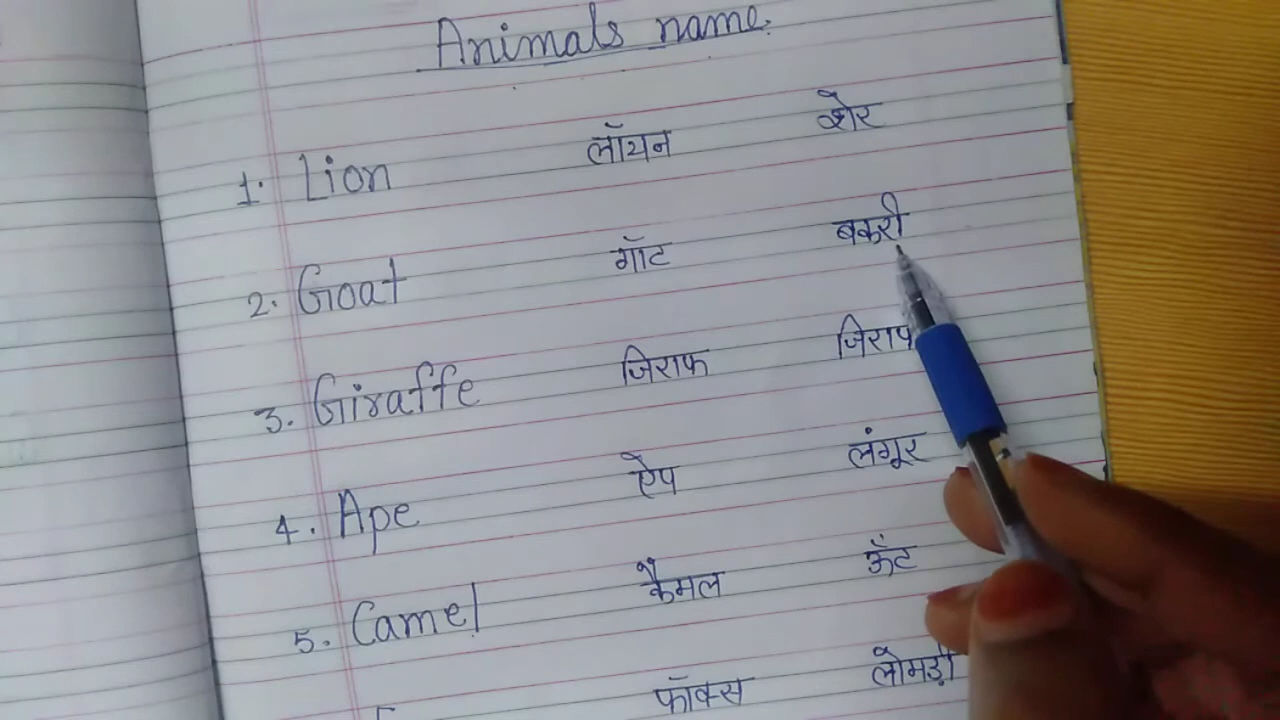 Animals name.
1. Lion लॉयन शेर
2. Goat गॉट बकरी
3. Giraffe जिराफ जिराफ
4. Ape ऐप लंगूर
5. Camel कैमल ऊँट
फॉक्स लोमड़ी